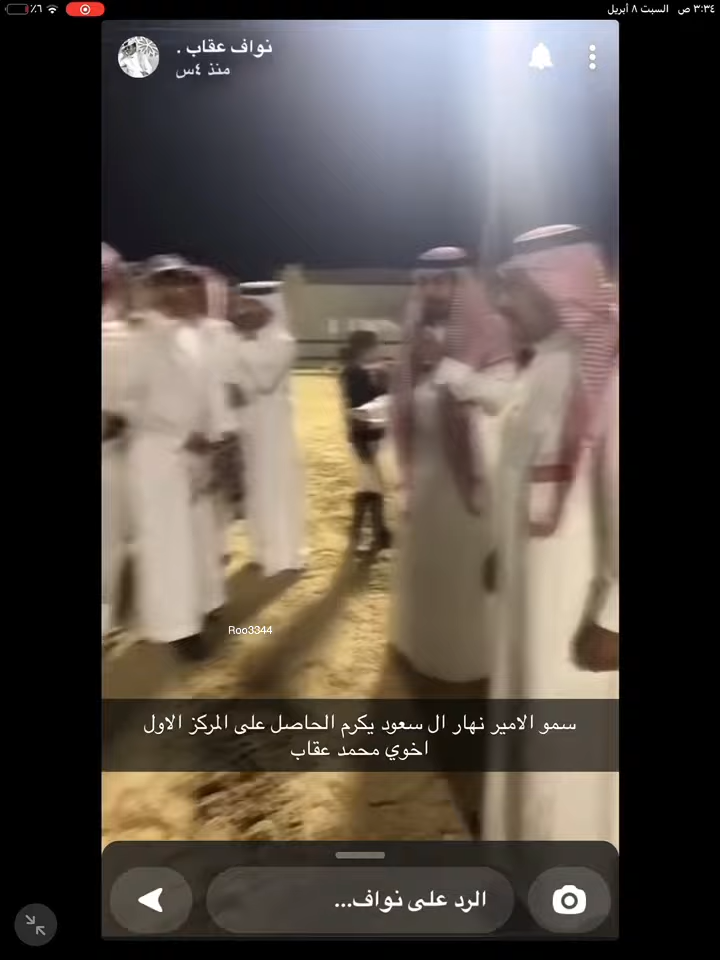 ٣:٣٤ ص السبت ٨ أبريل
٦٪
نواف عقاب .
منذ ٤س
Roo3344
سمو الامير نهار ال سعود يكرم الحاصل على المركز الاول
اخوي محمد عقاب
الرد على نواف...